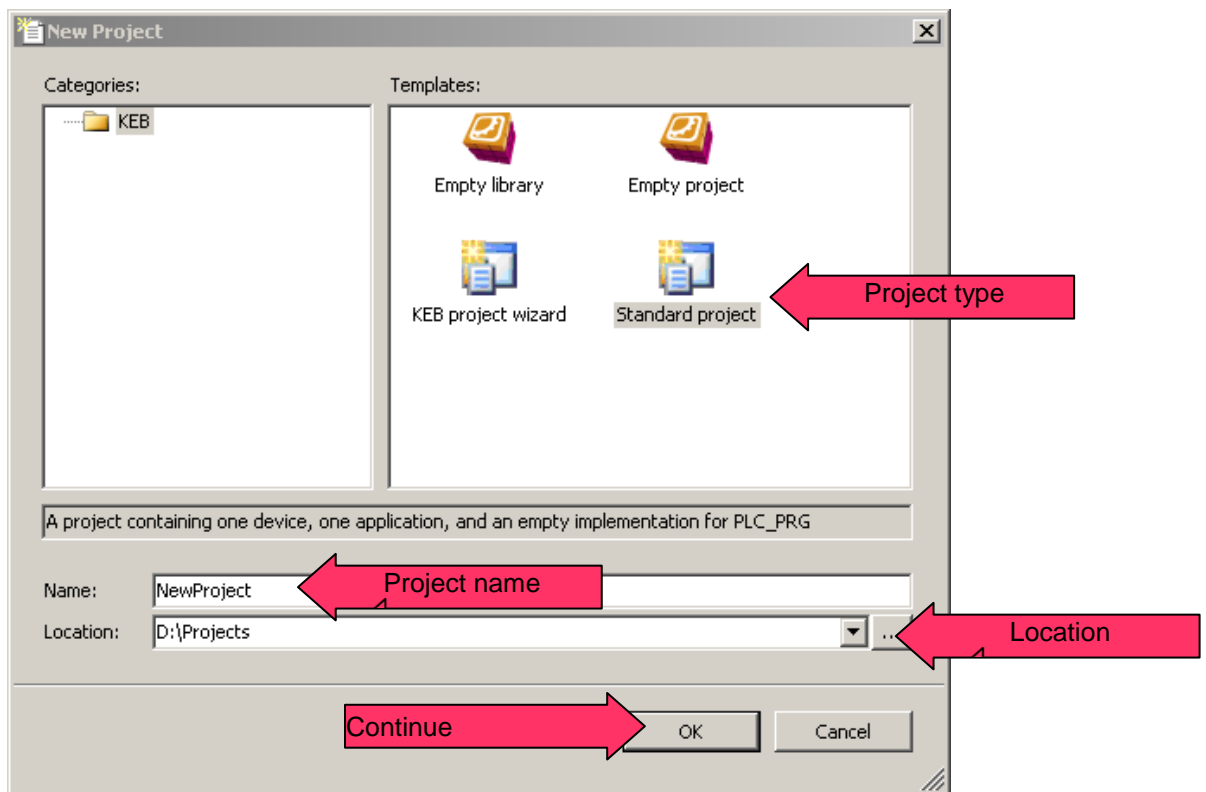 New Project
Categories:
Templates:
KEB
Empty library
Empty project
KEB project wizard
Standard project
Project type
A project containing one device, one application, and an empty implementation for PLC_PRG
Name:
NewProject
Project name
Location:
D:\Projects
...
Location
Continue
OK
Cancel